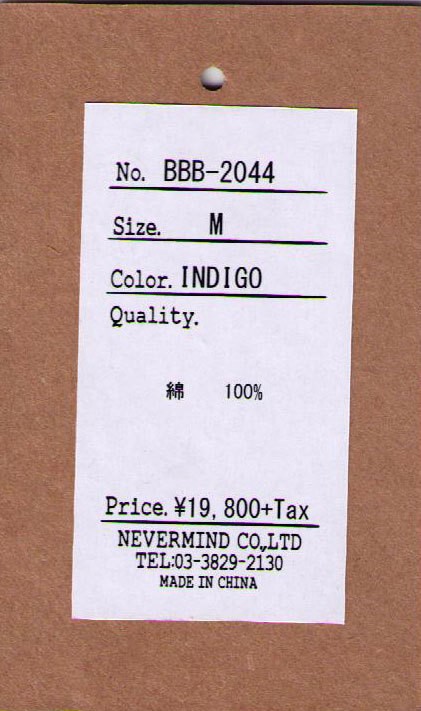 No. BBB-2044
Size. M
Color. INDIGO
Quality.
綿 100%
Price. ¥19,800+Tax
NEVERMIND CO,.LTD
TEL:03-3829-2130
MADE IN CHINA